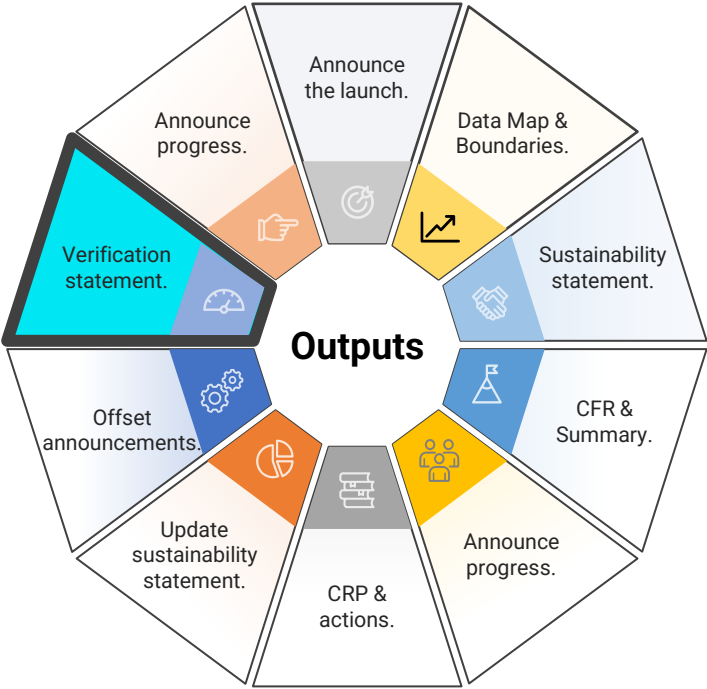 Announce
the launch.
Data Map &
Boundaries.
Sustainability
statement.
CFR &
Summary.
Announce
progress.
CRP &
actions.
Update
sustainability
statement.
Offset
announcements.
Verification
statement.
Announce
progress.
Outputs